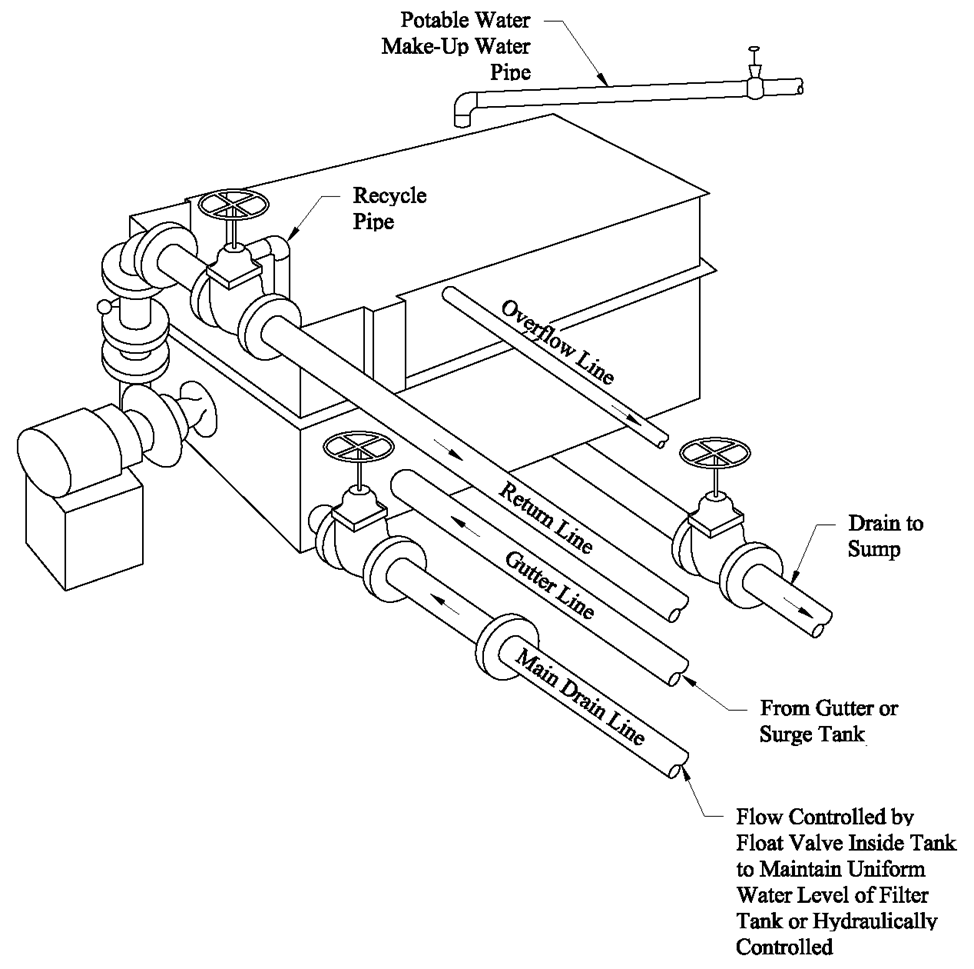 Potable Water
Make-Up Water
Pipe
Recycle
Pipe
Overflow Line
Return Line
Gutter Line
Main Drain Line
Drain to
Sump
From Gutter or
Surge Tank
Flow Controlled by
Float Valve Inside Tank
to Maintain Uniform
Water Level of Filter
Tank or Hydraulically
Controlled